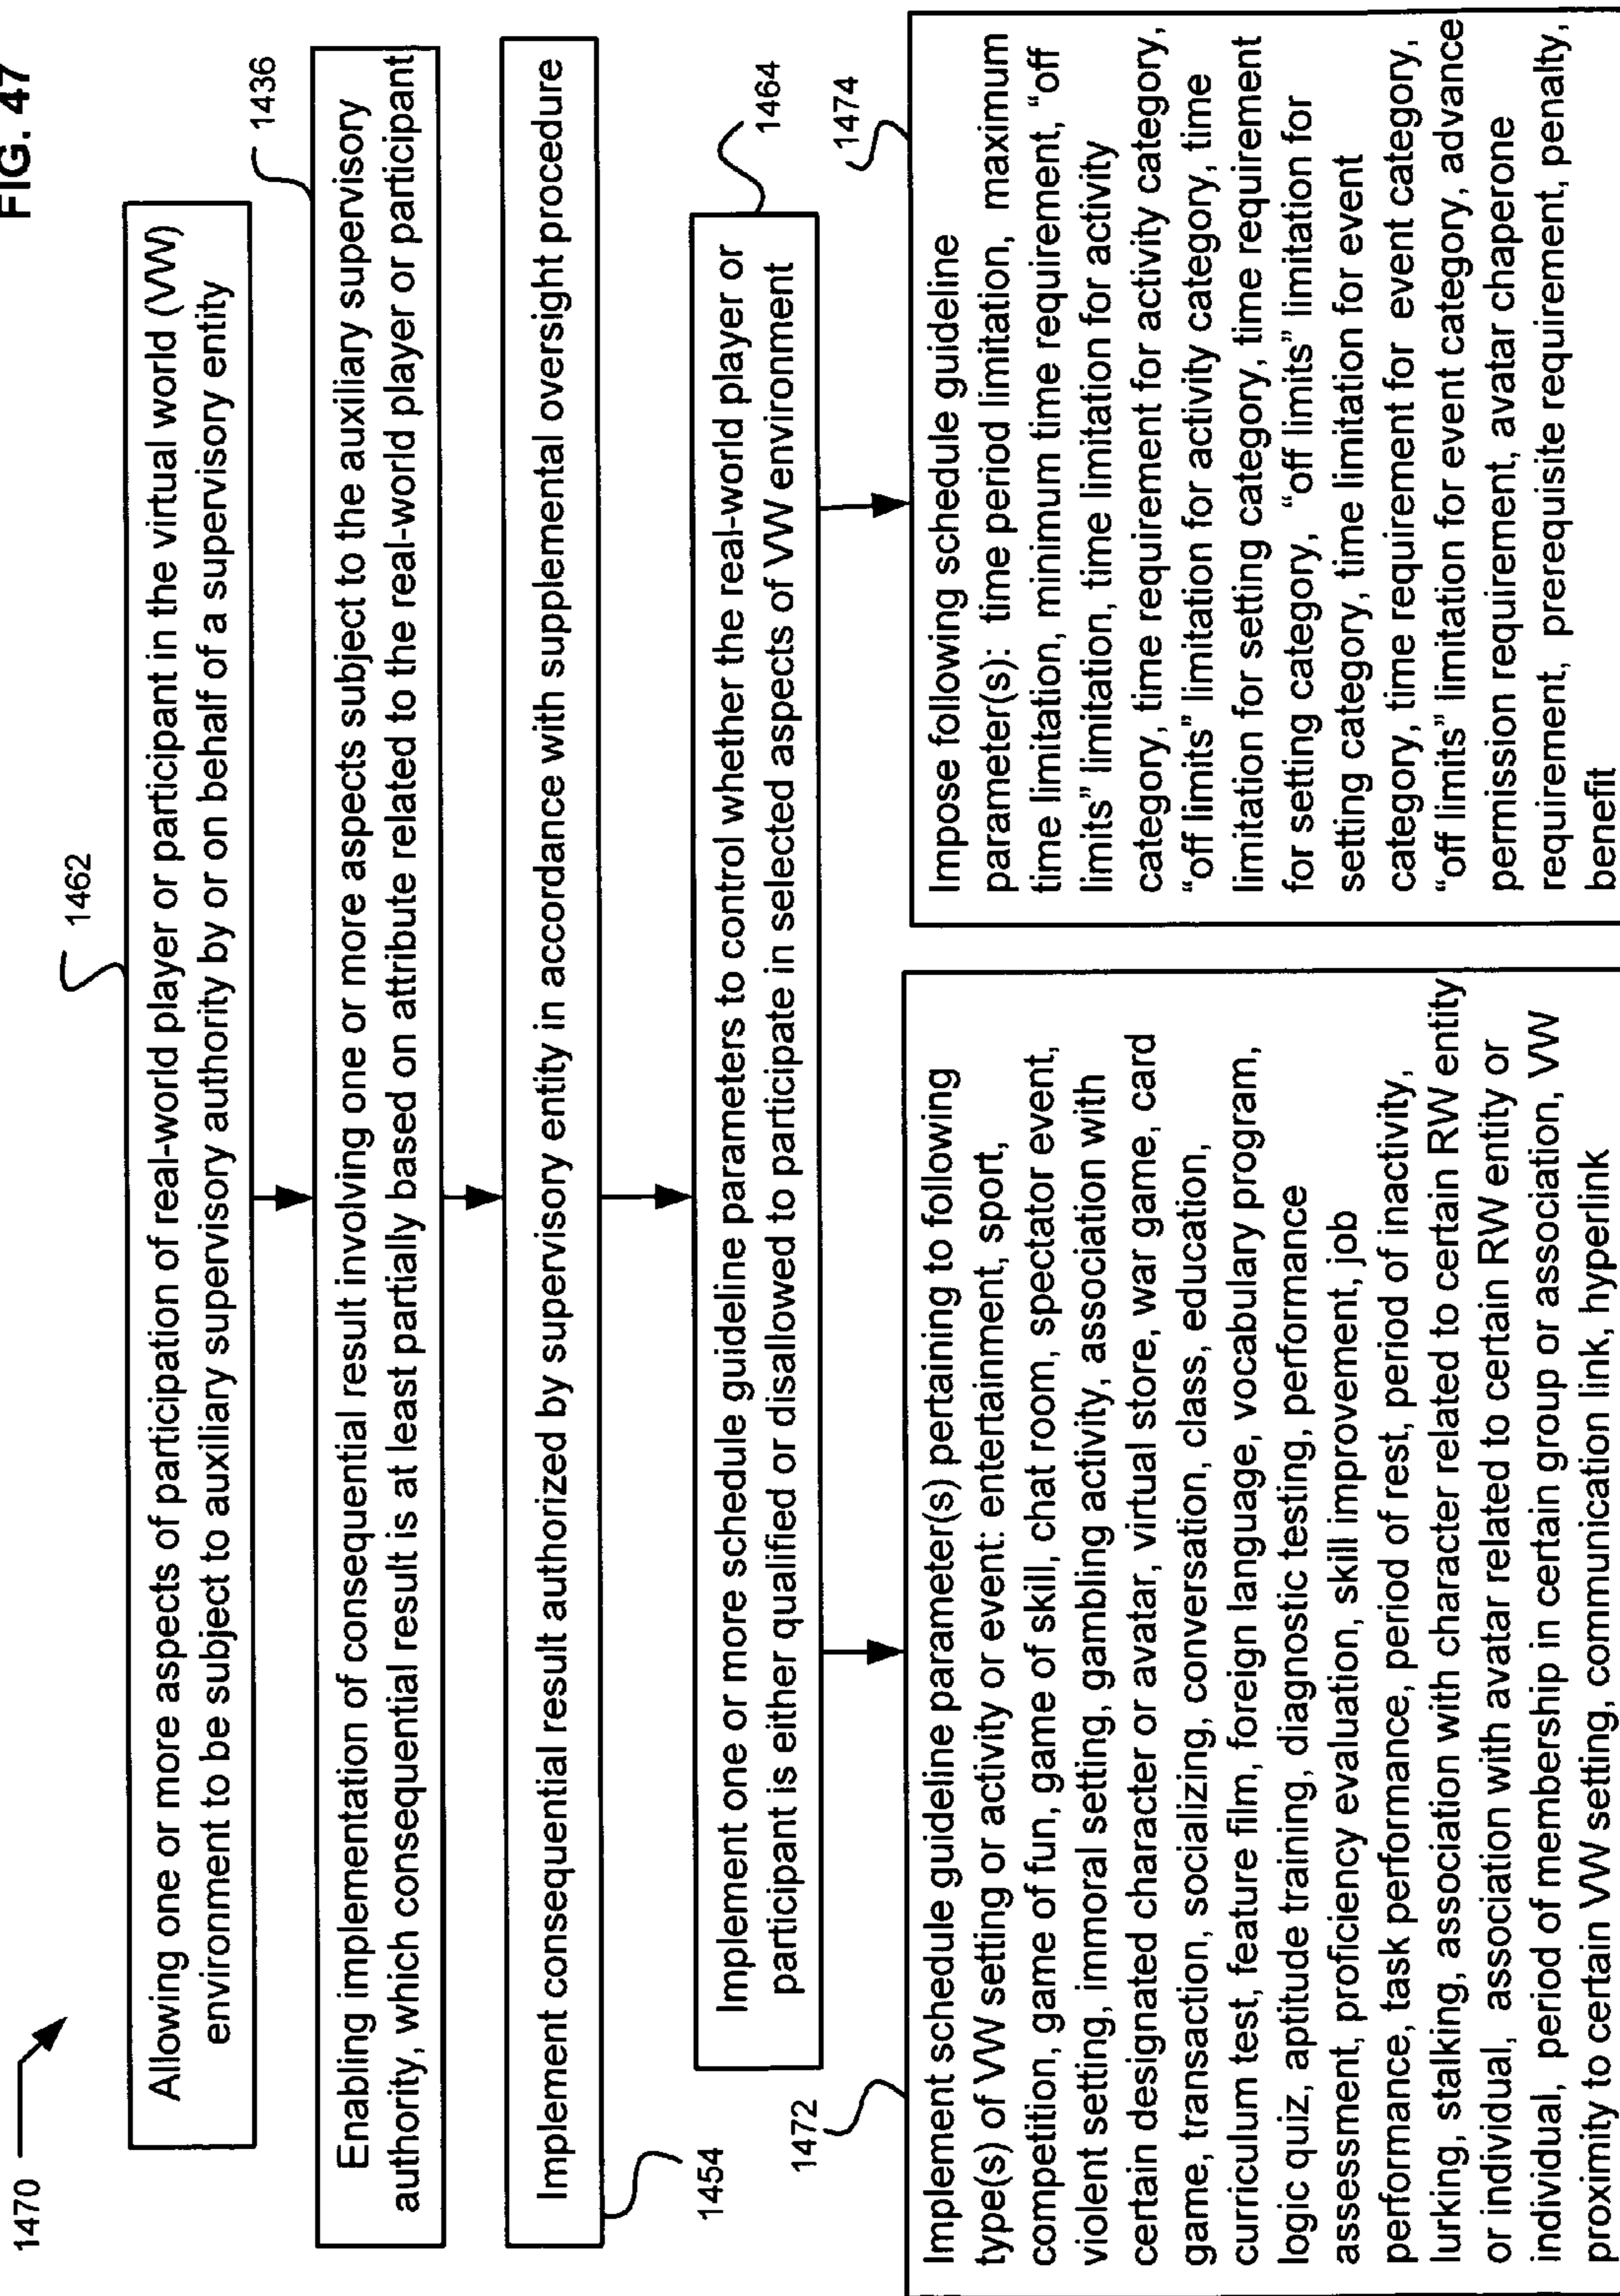 FIG. 47
1470
1462
Allowing one or more aspects of participation of real-world player or participant in the virtual world (VW)
environment to be subject to auxiliary supervisory authority by or on behalf of a supervisory entity
1436
Enabling implementation of consequential result involving one or more aspects subject to the auxiliary supervisory
authority, which consequential result is at least partially based on attribute related to the real-world player or participant
Implement consequential result authorized by supervisory entity in accordance with supplemental oversight procedure
1454
1464
Implement one or more schedule guideline parameters to control whether the real-world player or
participant is either qualified or disallowed to participate in selected aspects of VW environment
1472
Implement schedule guideline parameter(s) pertaining to following
type(s) of VW setting or activity or event: entertainment, sport,
competition, game of fun, game of skill, chat room, spectator event,
violent setting, immoral setting, gambling activity, association with
certain designated character or avatar, virtual store, war game, card
game, transaction, socializing, conversation, class, education,
curriculum test, feature film, foreign language, vocabulary program,
logic quiz, aptitude training, diagnostic testing, performance
assessment, proficiency evaluation, skill improvement, job
performance, task performance, period of rest, period of inactivity,
lurking, stalking, association with character related to certain RW entity
or individual, association with avatar related to certain RW entity or
individual, period of membership in certain group or association, VW
proximity to certain VW setting, communication link, hyperlink
1474
Impose following schedule guideline
parameter(s): time period limitation, maximum
time limitation, minimum time requirement, “off
limits” limitation, time limitation for activity
category, time requirement for activity category,
“off limits” limitation for activity category, time
limitation for setting category, time requirement
for setting category, “off limits” limitation for
setting category, time limitation for event
category, time requirement for event category,
“off limits” limitation for event category, advance
permission requirement, avatar chaperone
requirement, prerequisite requirement, penalty,
benefit